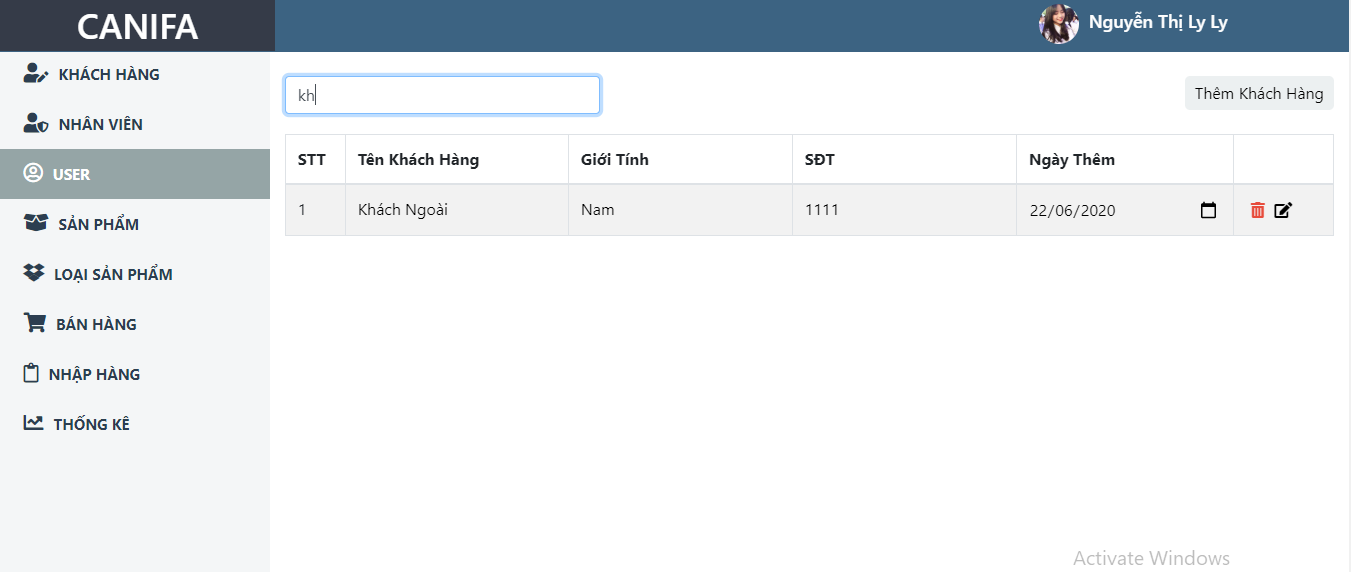 CANIFA
Nguyễn Thị Ly Ly
KHÁCH HÀNG
NHÂN VIÊN
USER
SẢN PHẨM
LOẠI SẢN PHẨM
BÁN HÀNG
NHẬP HÀNG
THỐNG KÊ
kh
Thêm Khách Hàng
STT Tên Khách Hàng Giới Tính SĐT Ngày Thêm
1 Khách Ngoài Nam 1111 22/06/2020
Activate Windows